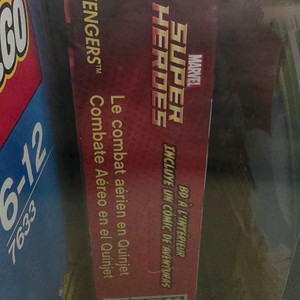 GO
6-12
7633
MARVEL
SUPER
HEROES
BD À L'INTÉRIEUR
INCLUYE UN CÓMIC DE AVENTURAS
ENGERS™
Le combat aérien en Quinjet
Combate Aéreo en el Quinjet